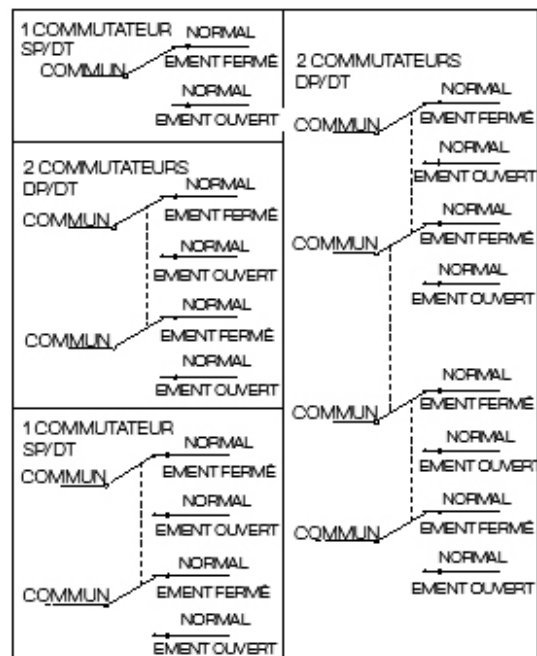 1 COMMUTATEUR
SP/DT
NORMAL
COMMUN
EMENT FERMÉ
NORMAL
EMENT OUVERT
2 COMMUTATEURS
DP/DT
NORMAL
COMMUN
EMENT FERMÉ
NORMAL
EMENT OUVERT
NORMAL
COMMUN
EMENT FERMÉ
NORMAL
EMENT OUVERT
1 COMMUTATEUR
SP/DT
NORMAL
COMMUN
EMENT FERMÉ
NORMAL
EMENT OUVERT
NORMAL
COMMUN
EMENT FERMÉ
NORMAL
EMENT OUVERT
2 COMMUTATEURS
DP/DT
NORMAL
COMMUN
EMENT FERMÉ
NORMAL
EMENT OUVERT
NORMAL
COMMUN
EMENT FERMÉ
NORMAL
EMENT OUVERT
NORMAL
COMMUN
EMENT FERMÉ
NORMAL
EMENT OUVERT
NORMAL
COMMUN
EMENT FERMÉ
NORMAL
EMENT OUVERT